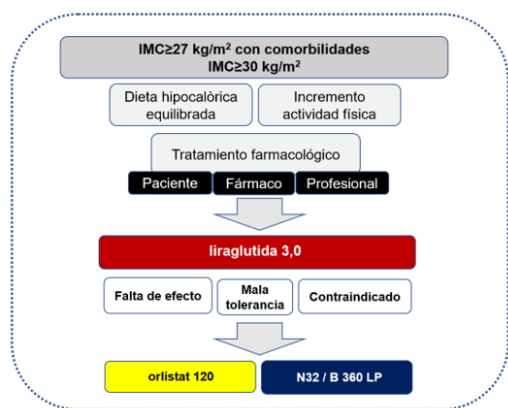 IMC≥27 kg/m² con comorbilidades
IMC≥30 kg/m²
Dieta hipocalòrica
equilibrada
Incremento
actividad física
Tratamiento farmacológico
Paciente
Fármaco
Profesional
liraglutida 3,0
Falta de efecto
Mala
tolerancia
Contraindicado
orlistat 120
N32 / B 360 LP